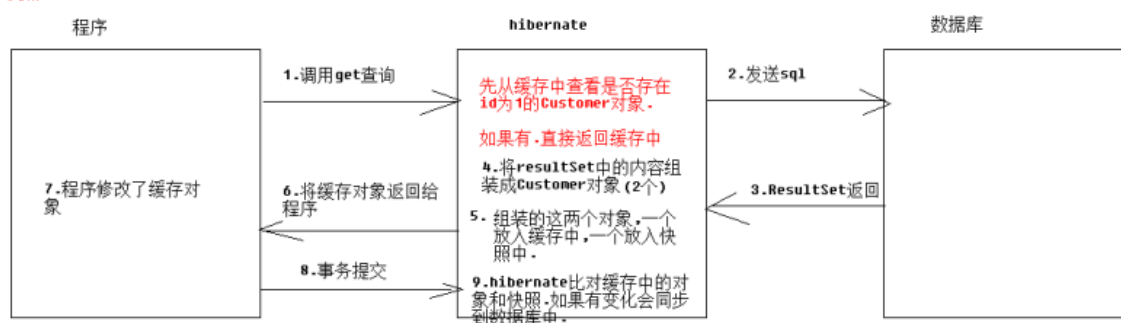 程序
hibernate
数据库
1.调用get查询
先从缓存中查看是否存在
id为1的Customer对象.
如果有.直接返回缓存中
2.发送sql
3.ResultSet返回
4.将resultSet中的内容组
装成Customer对象(2个)
5. 组装的这两个对象,一个
放入缓存中,一个放入快
照中.
6.将缓存对象返回给
程序
7.程序修改了缓存对
象
8.事务提交
9.hibernate比对缓存中的对
象和快照.如果有变化会同步
到数据库中.